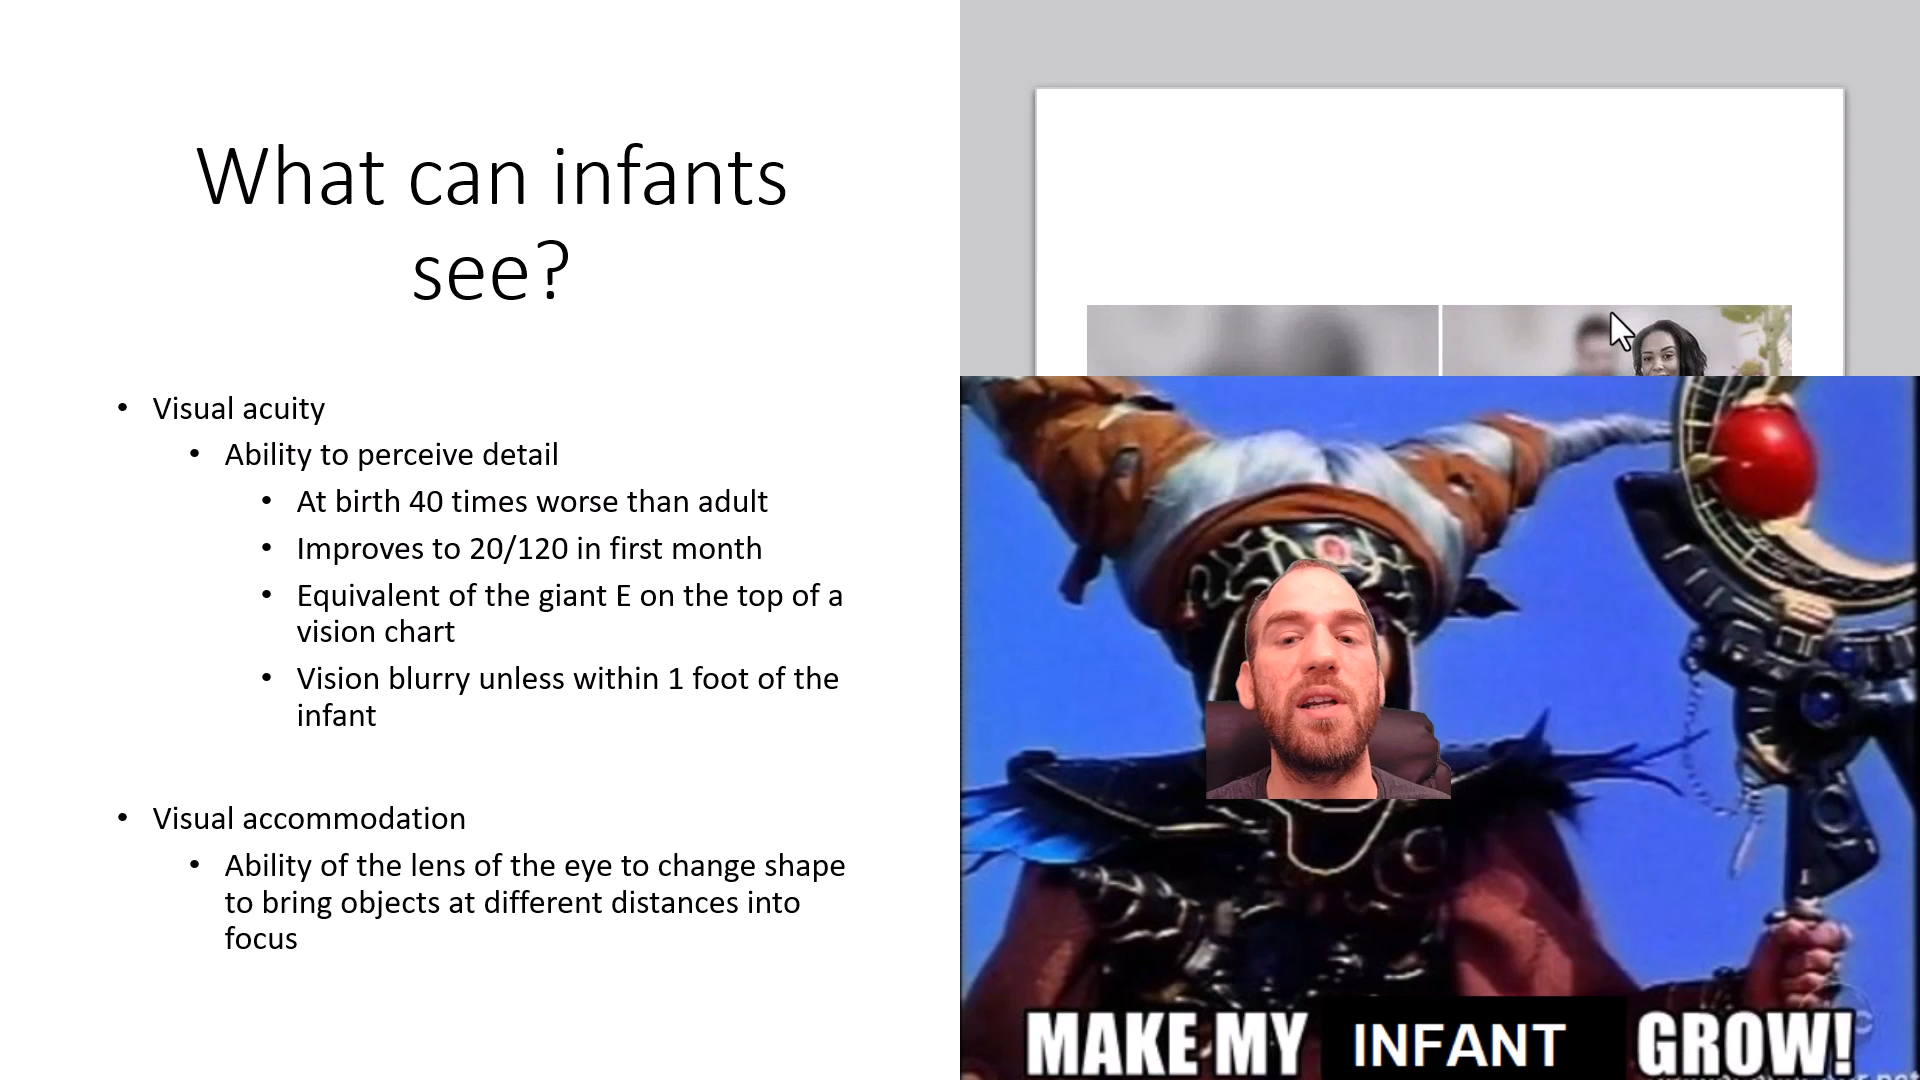 What can infants
see?
• Visual acuity
• Ability to perceive detail
• At birth 40 times worse than adult
• Improves to 20/120 in first month
• Equivalent of the giant E on the top of a
vision chart
• Vision blurry unless within 1 foot of the
infant
• Visual accommodation
• Ability of the lens of the eye to change shape
to bring objects at different distances into
focus
MAKE MY INFANT GROW!